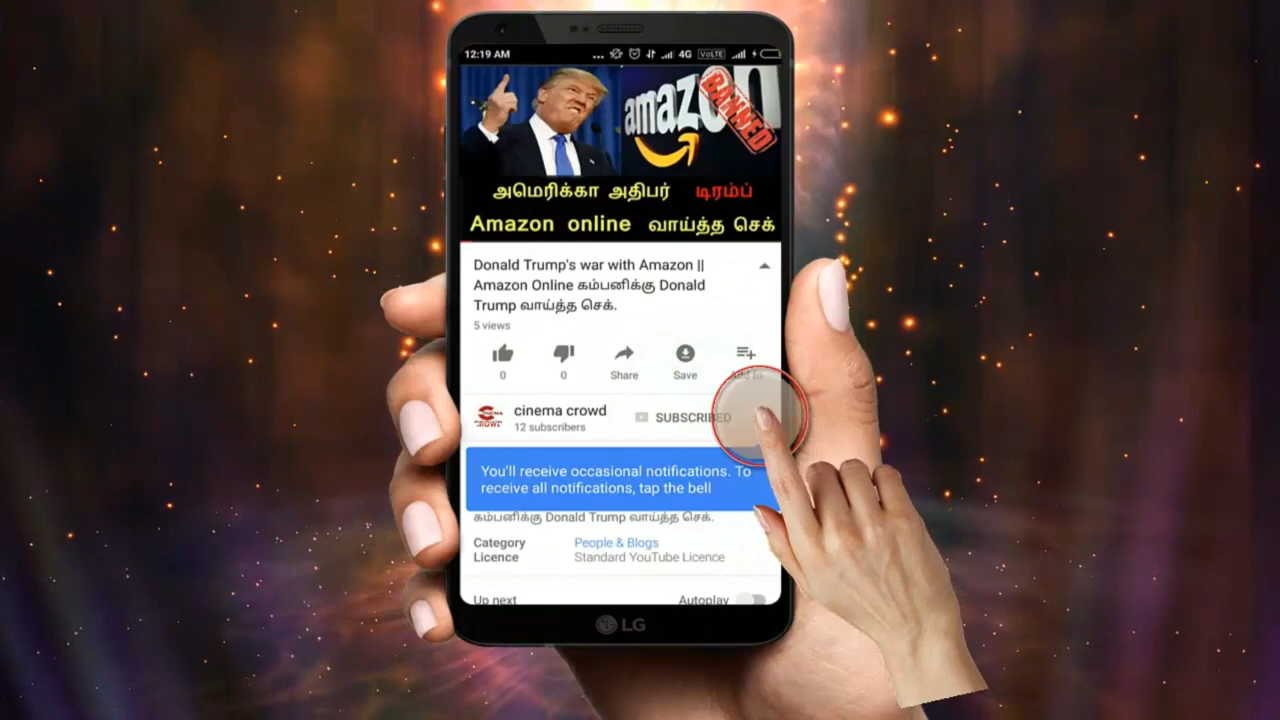 12:19 AM
4G VoLTE
amazon
BANNED
அமெரிக்கா அதிபர் டிரம்ப்
Amazon online வாய்த்த செக்
Donald Trump's war with Amazon ||
Amazon Online கம்பனிக்கு Donald
Trump வாய்த்த செக்.
5 views
0 0 Share Save Add to
cinema crowd SUBSCRIBED
12 subscribers
You'll receive occasional notifications. To
receive all notifications, tap the bell
கம்பனிக்கு Donald Trump வாய்த்த செக்.
Category People & Blogs
Licence Standard YouTube Licence
Up next Autoplay
LG